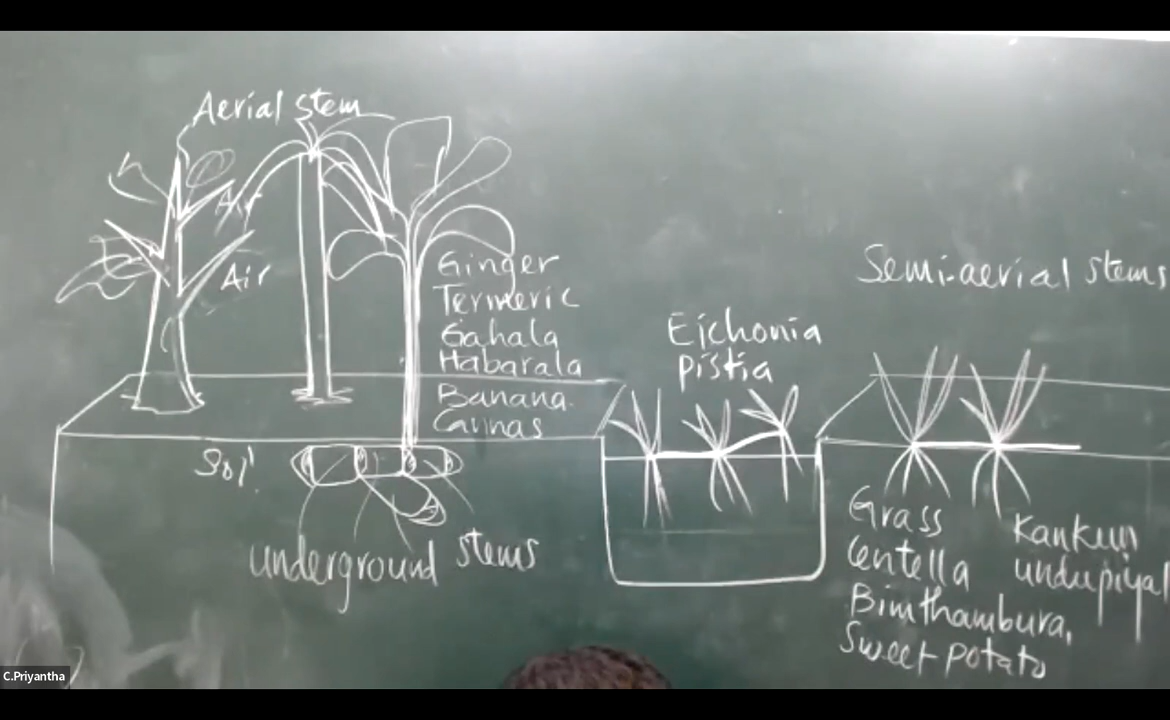 Aerial stem
Air
Air
Ginger
Termeric
Gahala
Habarala
Banana
Cannas
Soil
underground stems
Eichonia
pistia
Semi-aerial stems
Grass
Centella
Bimthambura,
Sweet potato
Kankun
undupiyal
C.Priyantha